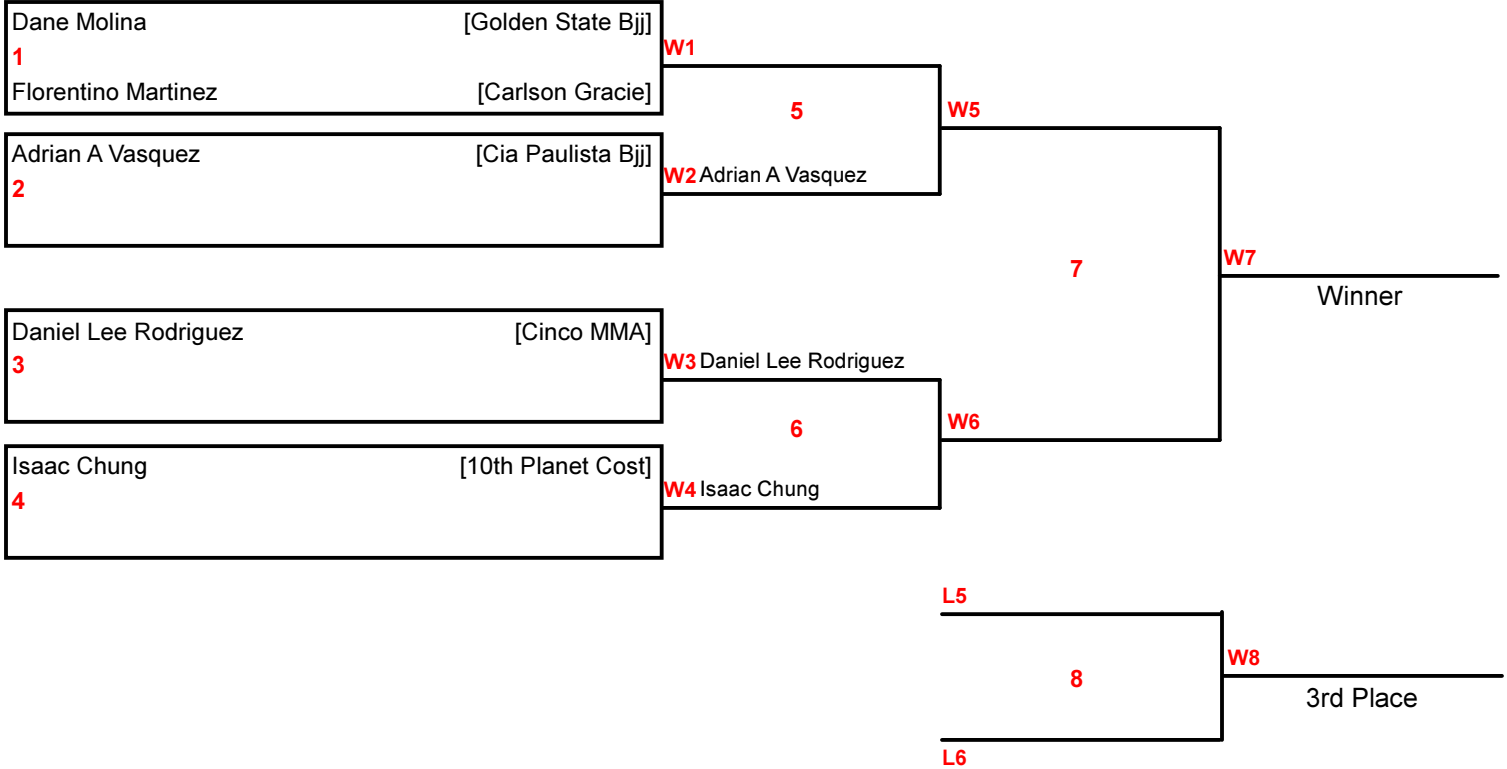 Dane Molina [Golden State Bjj]
1
Florentino Martinez [Carlson Gracie]
W1
Adrian A Vasquez [Cia Paulista Bjj]
2
W2 Adrian A Vasquez
5
W5
Daniel Lee Rodriguez [Cinco MMA]
3
W3 Daniel Lee Rodriguez
Isaac Chung [10th Planet Cost]
4
W4 Isaac Chung
6
W6
7
W7
Winner
L5
8
L6
W8
3rd Place